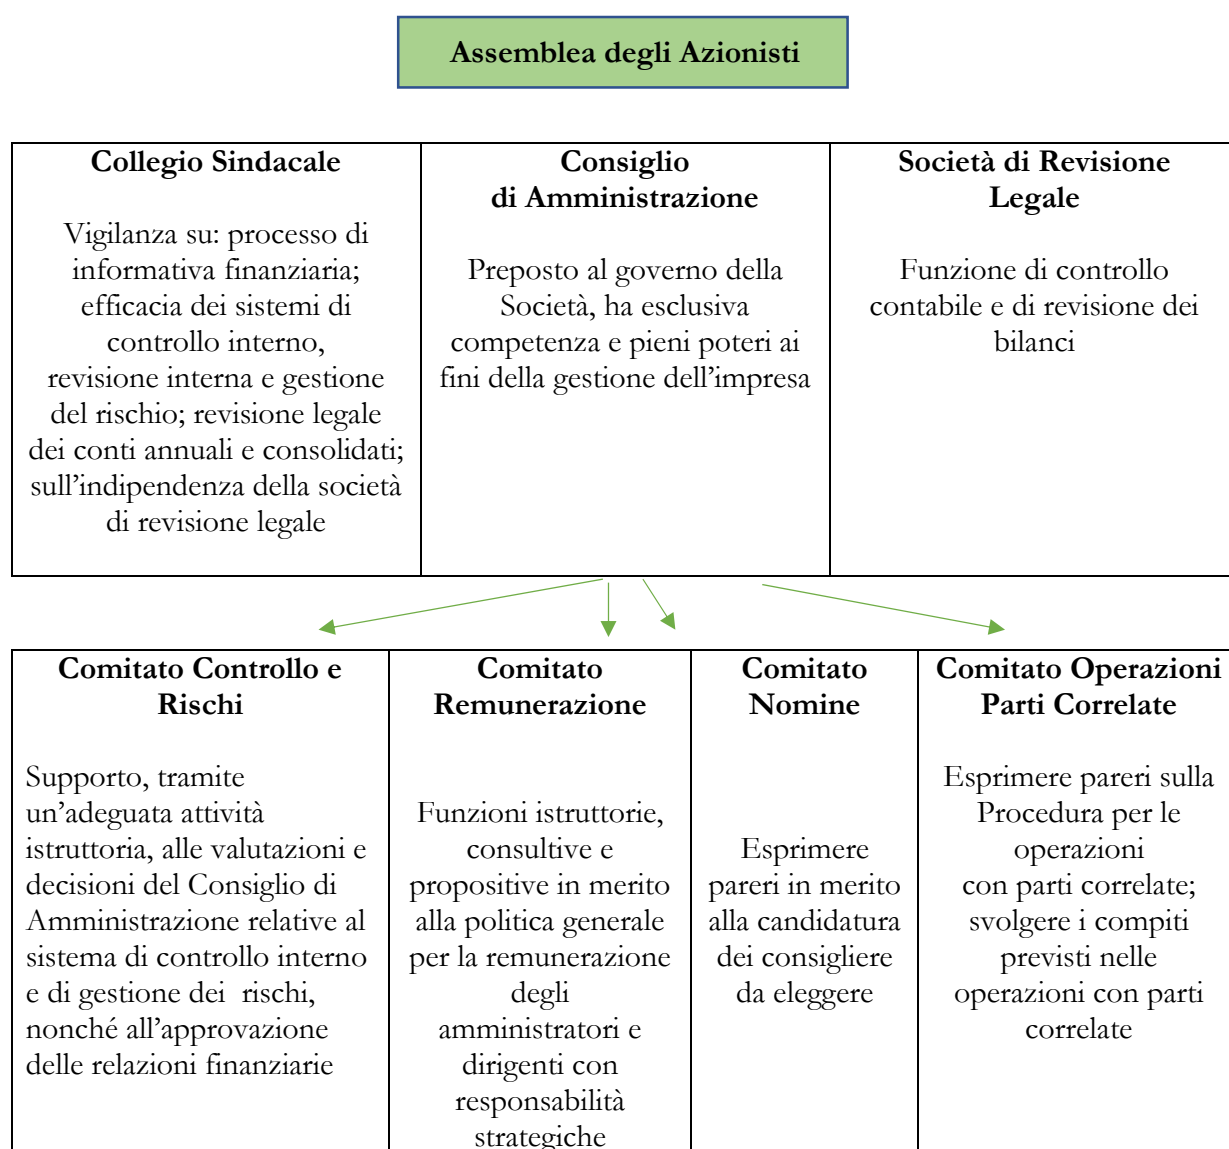 Assemblea degli Azionisti
Collegio Sindacale
Vigilanza su: processo di
informativa finanziaria;
efficacia dei sistemi di
controllo interno,
revisione interna e gestione
del rischio; revisione legale
dei conti annuali e consolidati;
sull’indipendenza della società
di revisione legale
Consiglio
di Amministrazione
Preposto al governo della
Società, ha esclusiva
competenza e pieni poteri ai
fini della gestione dell’impresa
Società di Revisione
Legale
Funzione di controllo
contabile e di revisione dei
bilanci
Comitato Controllo e
Rischi
Supporto, tramite
un’adeguata attività
istruttoria, alle valutazioni e
decisioni del Consiglio di
Amministrazione relative al
sistema di controllo interno
e di gestione dei rischi,
nonché all’approvazione
delle relazioni finanziarie
Comitato
Remunerazione
Funzioni istruttorie,
consultive e
propositive in merito
alla politica generale
per la remunerazione
degli
amministratori e
dirigenti con
responsabilità
strategiche
Comitato
Nomine
Esprimere
pareri in merito
alla candidatura
dei consigliere
da eleggere
Comitato Operazioni
Parti Correlate
Esprimere pareri sulla
Procedura per le
operazioni
con parti correlate;
svolgere i compiti
previsti nelle
operazioni con parti
correlate